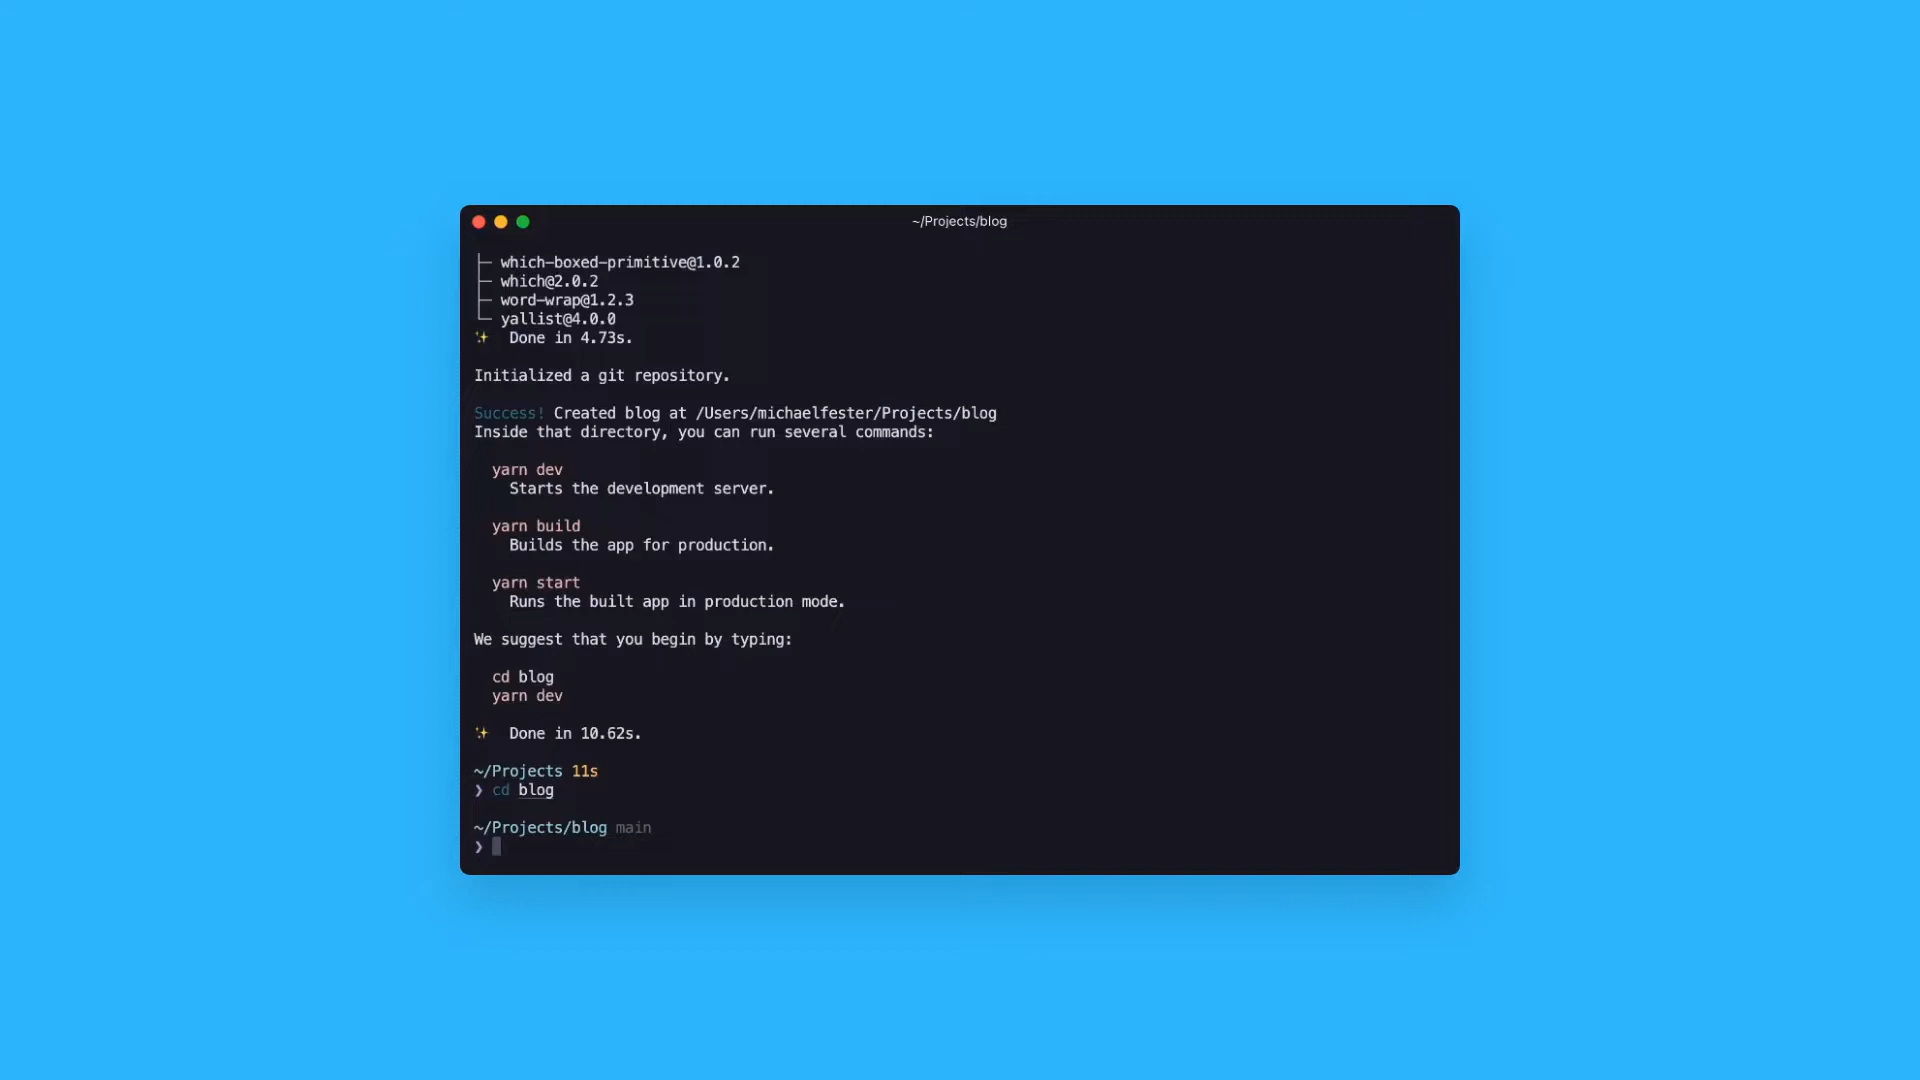 ~/Projects/blog
├─ which-boxed-primitive@1.0.2
├─ which@2.0.2
├─ word-wrap@1.2.3
└─ yallist@4.0.0
✨  Done in 4.73s.
Initialized a git repository.
Success! Created blog at /Users/michaelfester/Projects/blog
Inside that directory, you can run several commands:
yarn dev
Starts the development server.
yarn build
Builds the app for production.
yarn start
Runs the built app in production mode.
We suggest that you begin by typing:
cd blog
yarn dev
✨  Done in 10.62s.
~/Projects 11s
❯ cd blog
~/Projects/blog main
❯